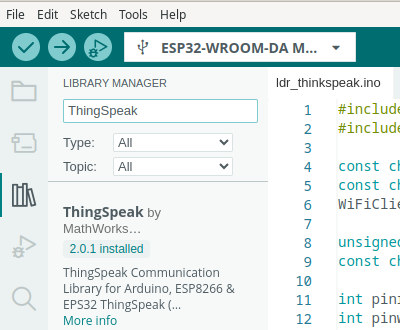 File Edit Sketch Tools Help
ESP32-WROOM-DA M...
LIBRARY MANAGER
ThingSpeak
Type: All
Topic: All
ThingSpeak by
MathWorks...
2.0.1 installed
ThingSpeak Communication
Library for Arduino, ESP8266 &
EPS32 ThingSpeak (...
More info
ldr_thinkspeak.ino
1 #include
2 #include
3
4 const ch
5 const ch
6 WiFiClie
7
8 unsigned
9 const ch
10
11 int pini
12 int pinw